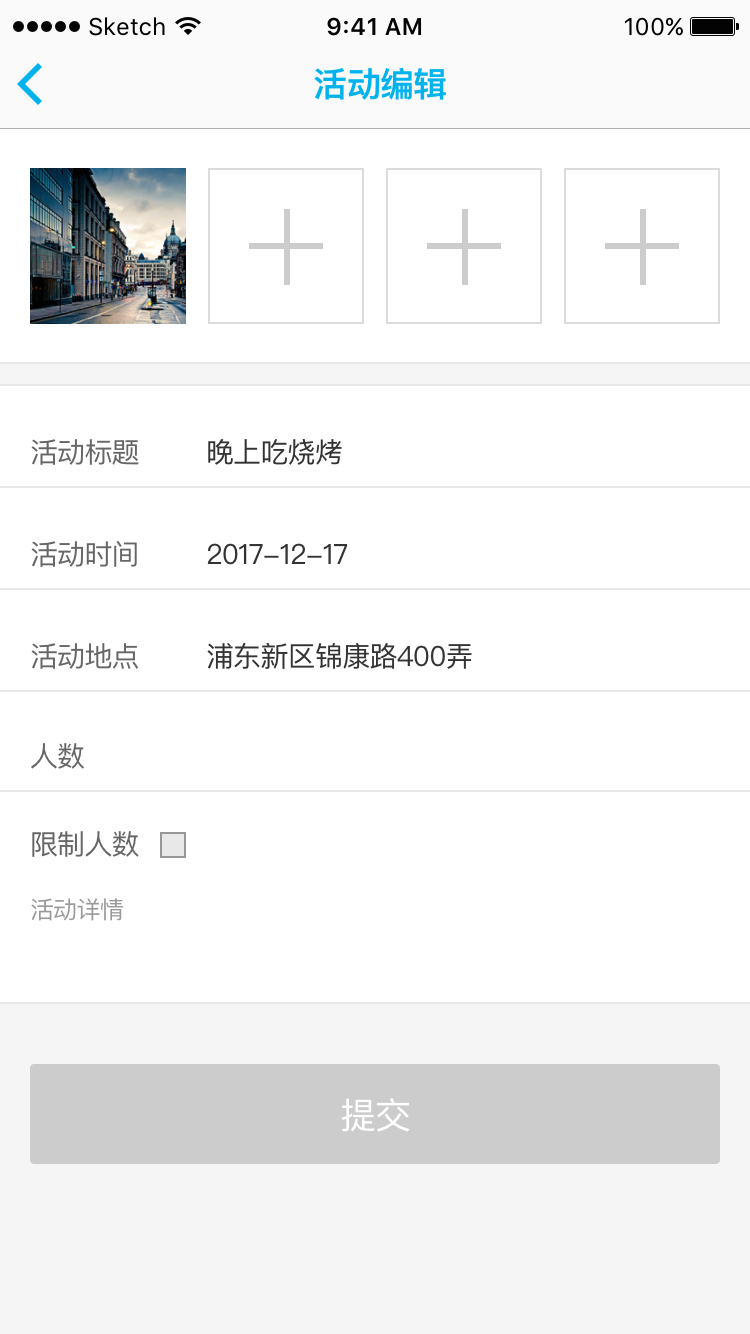 Sketch 9:41 AM 100%
活动编辑
活动标题 晚上吃烧烤
活动时间 2017–12–17
活动地点 浦东新区锦康路400弄
人数
限制人数
活动详情
提交